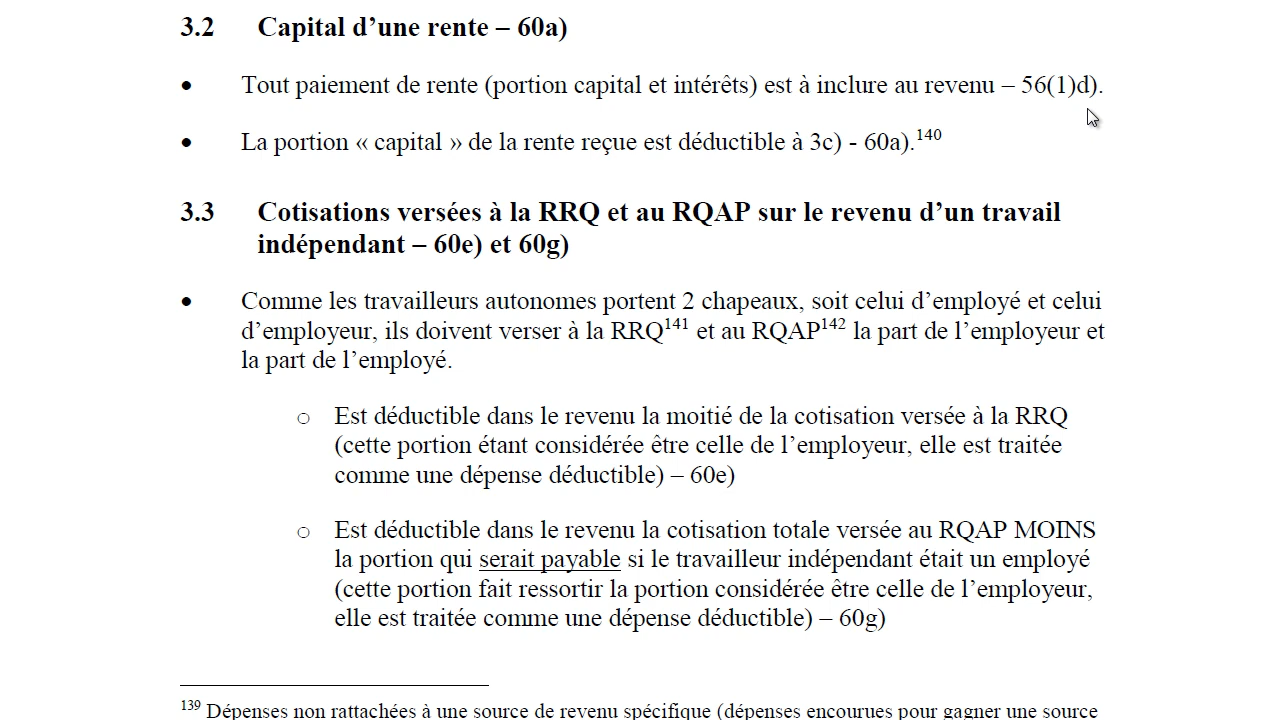 3.2 Capital d’une rente – 60a)
• Tout paiement de rente (portion capital et intérêts) est à inclure au revenu – 56(1)d).
• La portion « capital » de la rente reçue est déductible à 3c) - 60a).140
3.3 Cotisations versées à la RRQ et au RQAP sur le revenu d’un travail
indépendant – 60e) et 60g)
• Comme les travailleurs autonomes portent 2 chapeaux, soit celui d’employé et celui
d’employeur, ils doivent verser à la RRQ141 et au RQAP142 la part de l’employeur et
la part de l’employé.
o Est déductible dans le revenu la moitié de la cotisation versée à la RRQ
(cette portion étant considérée être celle de l’employeur, elle est traitée
comme une dépense déductible) – 60e)
o Est déductible dans le revenu la cotisation totale versée au RQAP MOINS
la portion qui serait payable si le travailleur indépendant était un employé
(cette portion fait ressortir la portion considérée être celle de l’employeur,
elle est traitée comme une dépense déductible) – 60g)
139 Dépenses non rattachées à une source de revenu spécifique (dépenses encourues pour gagner une source